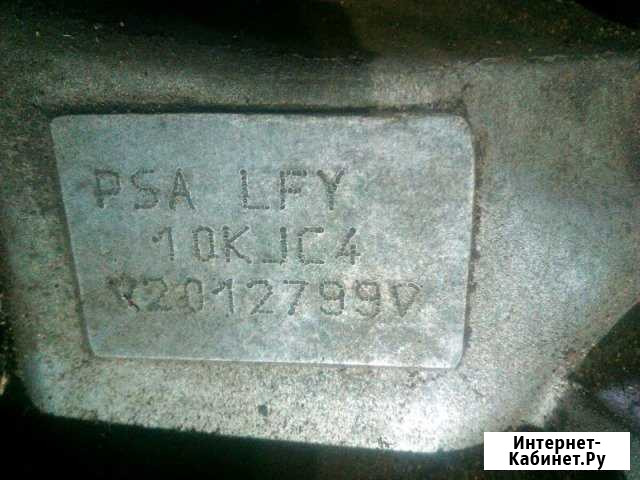 PSA LFY
10KJC4
2012799
Интернет-
Кабинет.Ру